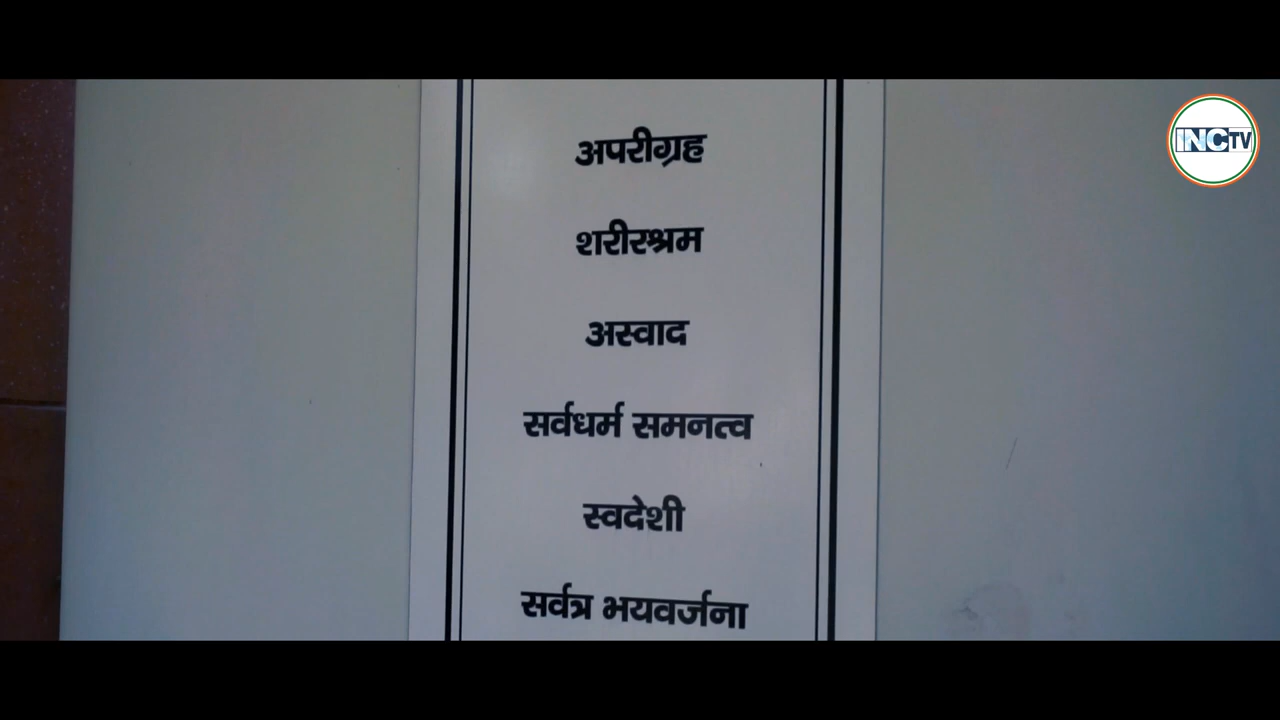 INCTV
अपरीग्रह
शरीरश्रम
अस्वाद
सर्वधर्म समनत्व
स्वदेशी
सर्वत्र भयवर्जना